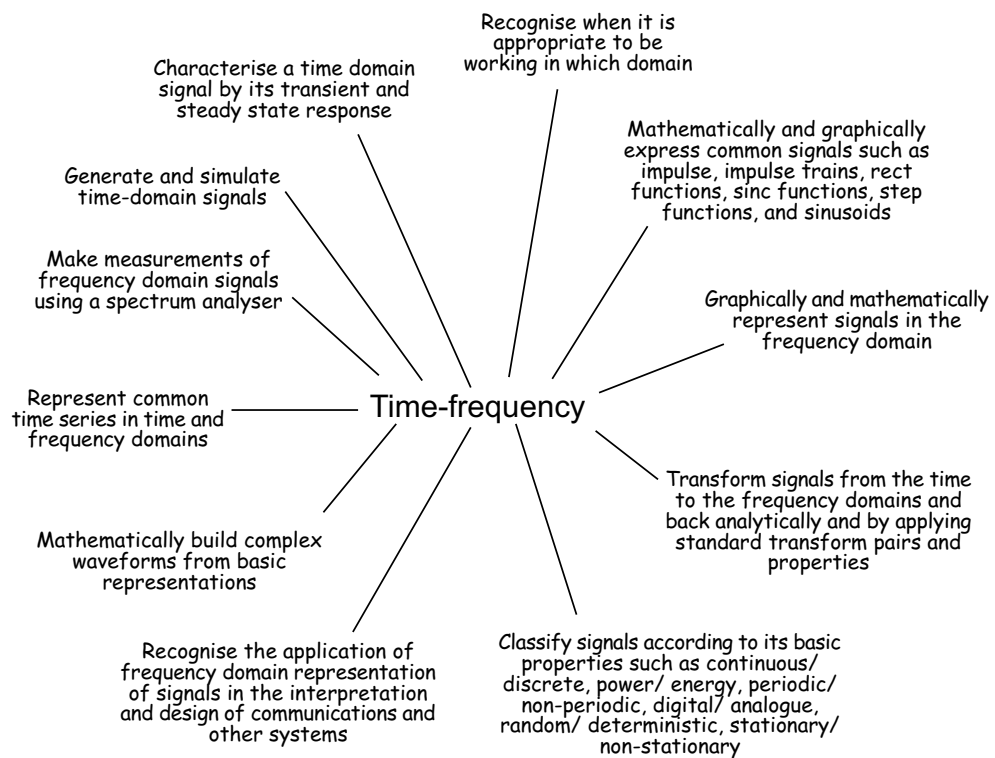 Recognise when it is
appropriate to be
working in which domain
Characterise a time domain
signal by its transient and
steady state response
Mathematically and graphically
express common signals such as
impulse, impulse trains, rect
functions, sinc functions, step
functions, and sinusoids
Generate and simulate
time-domain signals
Make measurements of
frequency domain signals
using a spectrum analyser
Graphically and mathematically
represent signals in the
frequency domain
Represent common
time series in time and
frequency domains
Time-frequency
Transform signals from the time
to the frequency domains and
back analytically and by applying
standard transform pairs and
properties
Mathematically build complex
waveforms from basic
representations
Recognise the application of
frequency domain representation
of signals in the interpretation
and design of communications and
other systems
Classify signals according to its basic
properties such as continuous/
discrete, power/ energy, periodic/
non-periodic, digital/ analogue,
random/ deterministic, stationary/
non-stationary